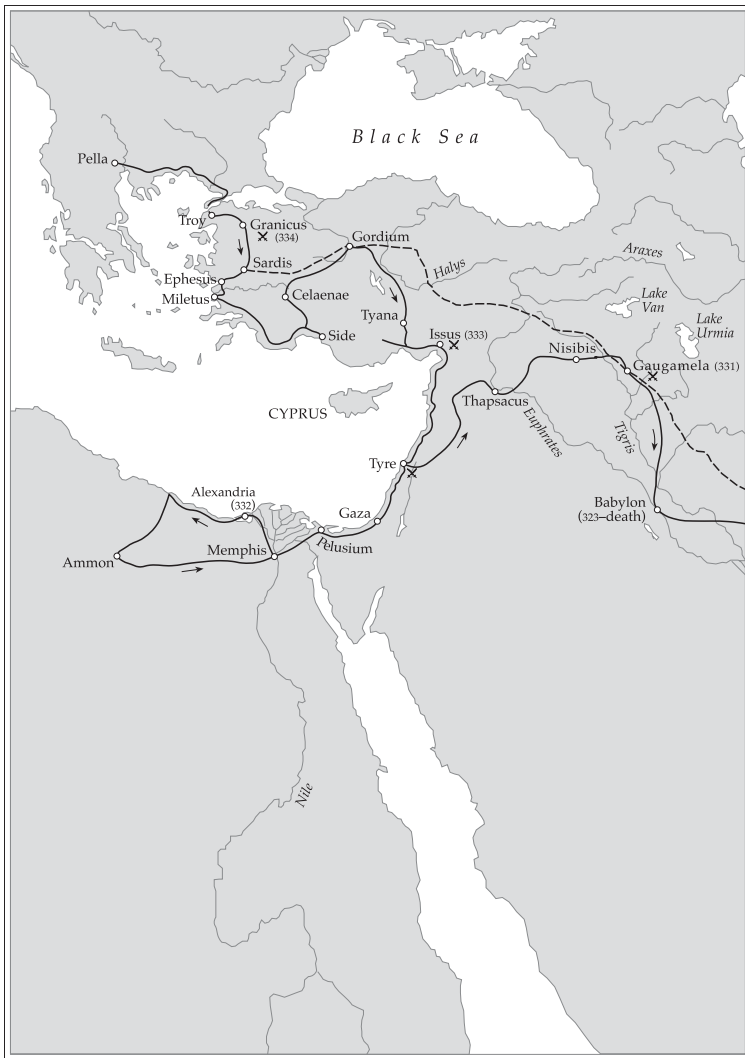 Black Sea
Pella
Troy
Granicus
(334)
Gordium
Sardis
Halys
Araxes
Ephesus
Miletus
Celaenae
Lake
Van
Lake
Urmia
Tyana
Side
Issus (333)
Nisibis
Gaugamela (331)
Thapsacus
CYPRUS
Euphrates
Tigris
Tyre
Alexandria
(332)
Gaza
Babylon
(323–death)
Ammon
Memphis
Pelusium
Nile